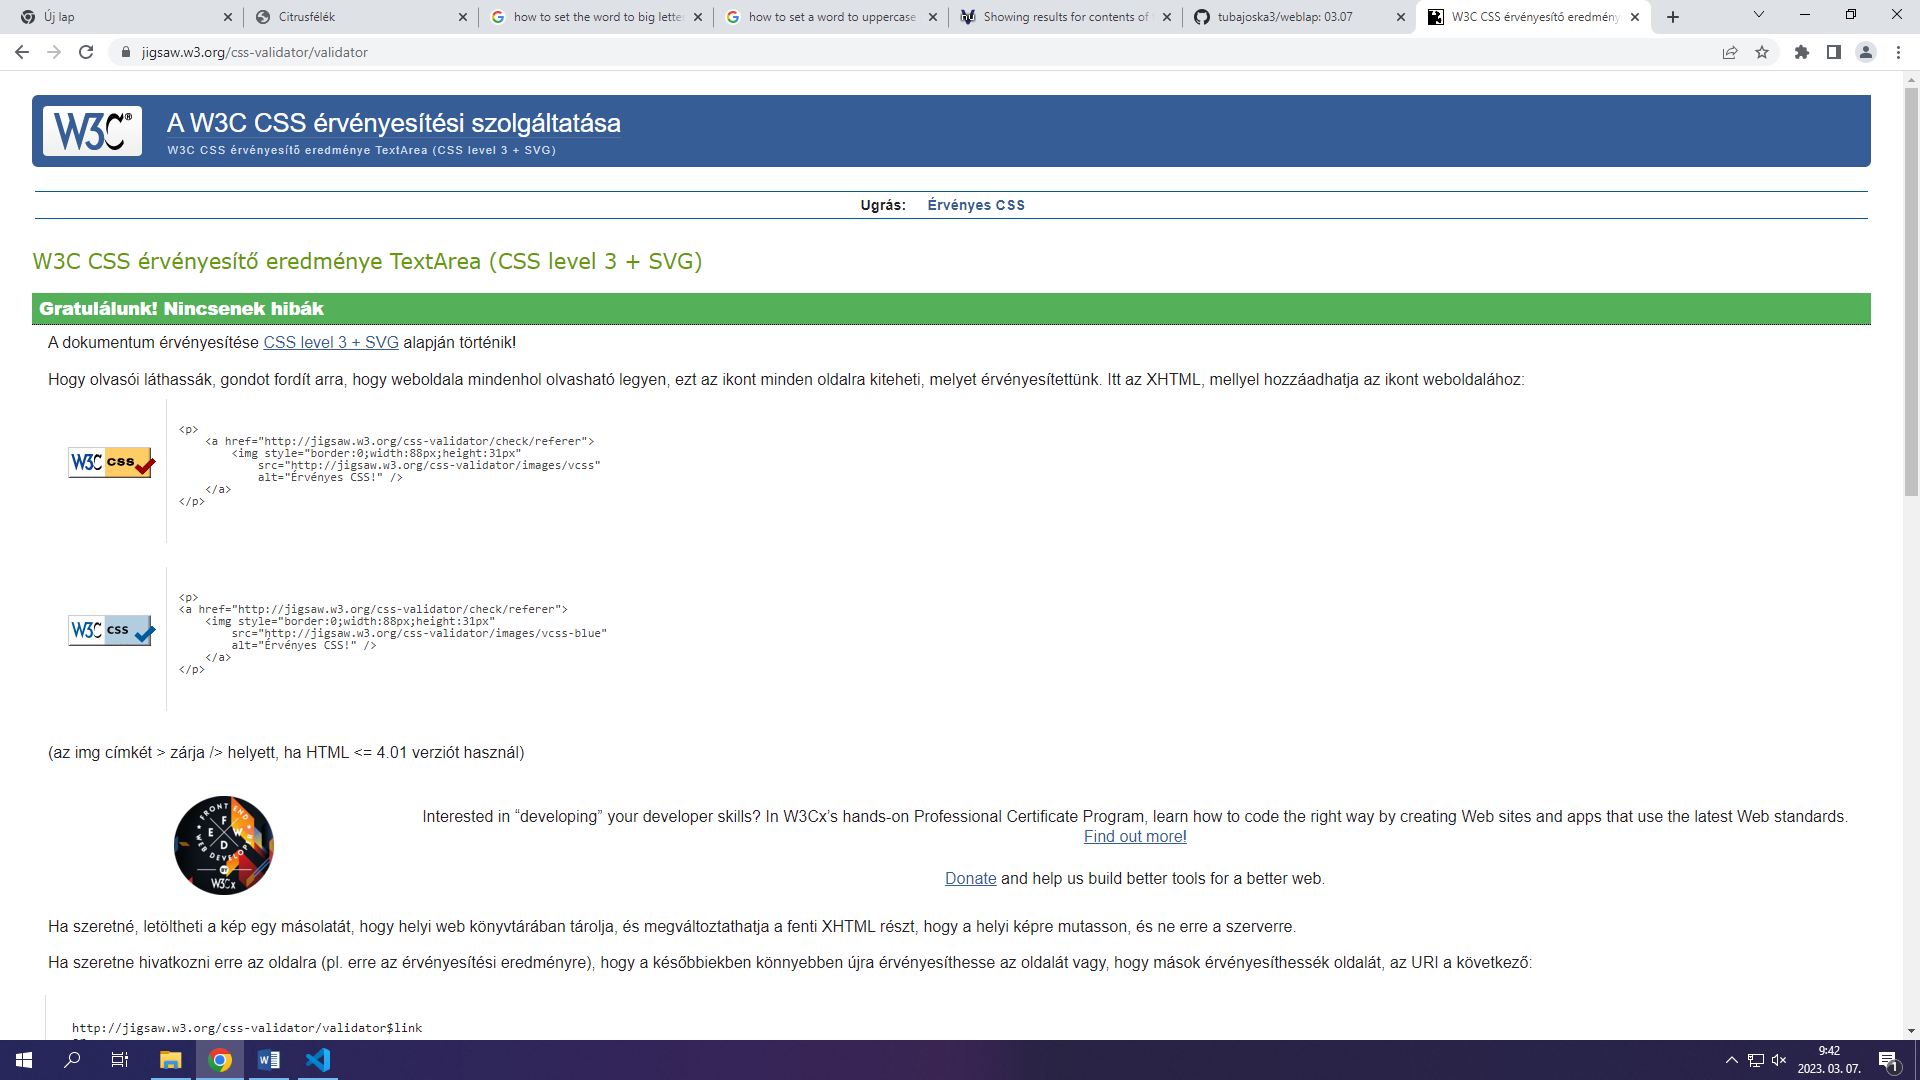 Új lap
Citrusfélék
how to set the word to big lette
how to set a word to uppercase
Showing results for contents of
tubajoska3/weblap: 03.07
W3C CSS érvényesítő eredmény
jigsaw.w3.org/css-validator/validator
W3C®
A W3C CSS érvényesítési szolgáltatása
W3C CSS érvényesítő eredménye TextArea (CSS level 3 + SVG)
Ugrás: Érvényes CSS
W3C CSS érvényesítő eredménye TextArea (CSS level 3 + SVG)
Gratulálunk! Nincsenek hibák
A dokumentum érvényesítése CSS level 3 + SVG alapján történik!
Hogy olvasói láthassák, gondot fordít arra, hogy weboldala mindenhol olvasható legyen, ezt az ikont minden oldalra kiteheti, melyet érvényesítettünk. Itt az XHTML, mellyel hozzáadhatja az ikont weboldalához:
W3C css
<p>
<a href="http://jigsaw.w3.org/css-validator/check/referer">
<img style="border:0;width:88px;height:31px"
src="http://jigsaw.w3.org/css-validator/images/vcss"
alt="Érvényes CSS!" />
</a>
</p>
W3C css
<p>
<a href="http://jigsaw.w3.org/css-validator/check/referer">
<img style="border:0;width:88px;height:31px"
src="http://jigsaw.w3.org/css-validator/images/vcss-blue"
alt="Érvényes CSS!" />
</a>
</p>
(az img címkét > zárja /> helyett, ha HTML <= 4.01 verziót használ)
FRONT END
E F W D
WEB DEVELOPER
W3Cx
Interested in “developing” your developer skills? In W3Cx’s hands-on Professional Certificate Program, learn how to code the right way by creating Web sites and apps that use the latest Web standards.
Find out more!
Donate and help us build better tools for a better web.
Ha szeretné, letöltheti a kép egy másolatát, hogy helyi web könyvtárában tárolja, és megváltoztathatja a fenti XHTML részt, hogy a helyi képre mutasson, és ne erre a szerverre.
Ha szeretne hivatkozni erre az oldalra (pl. erre az érvényesítési eredményre), hogy a későbbiekben könnyebben újra érvényesíthesse az oldalát vagy, hogy mások érvényesíthessék oldalát, az URI a következő:
http://jigsaw.w3.org/css-validator/validator$link
9:42
2023. 03. 07.
1